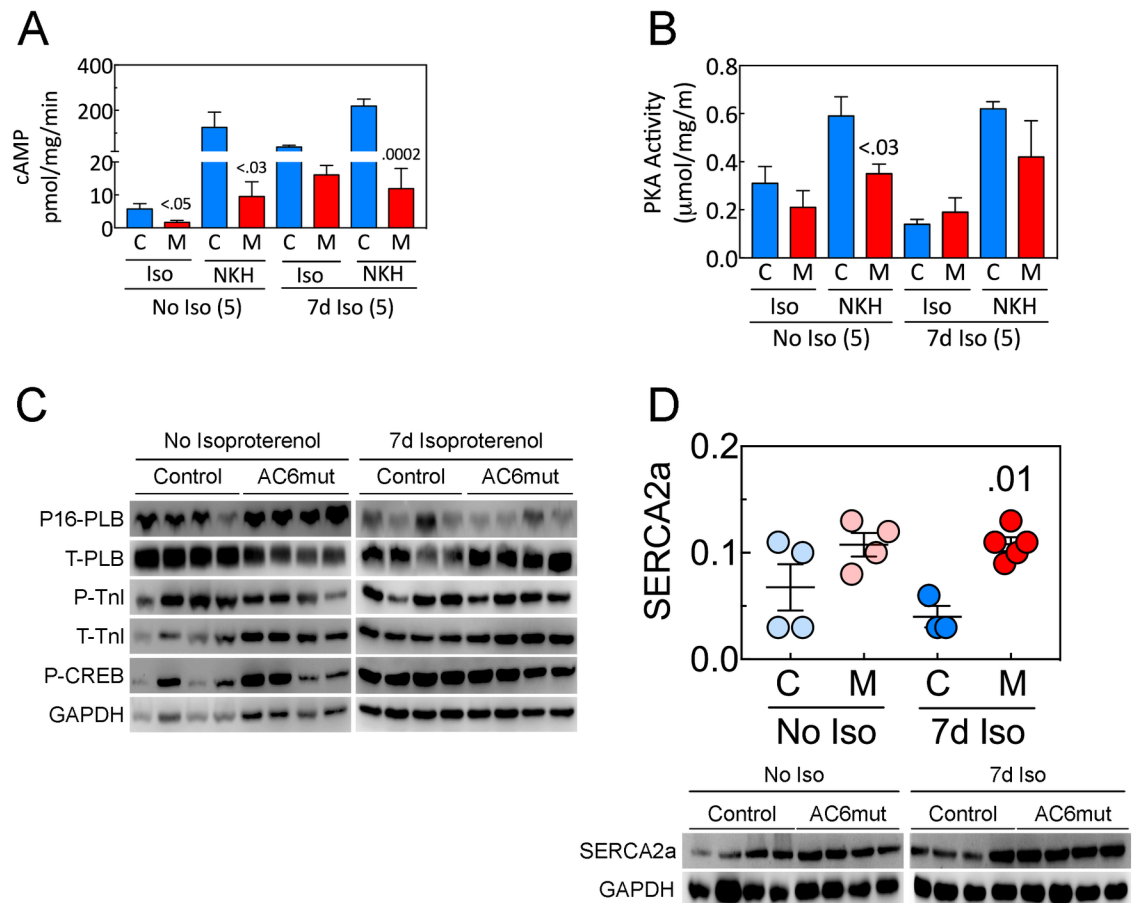 A
400
200
20
10
0
cAMP
pmol/mg/min
<.05
<.03
.0002
C M C M C M C M
Iso NKH Iso NKH
No Iso (5) 7d Iso (5)
B
0.8
0.6
0.4
0.2
0.0
PKA Activity
(μmol/mg/m)
<.03
C M C M C M C M
Iso NKH Iso NKH
No Iso (5) 7d Iso (5)
C
No Isoproterenol 7d Isoproterenol
Control AC6mut Control AC6mut
P16-PLB
T-PLB
P-TnI
T-TnI
P-CREB
GAPDH
D
0.2
0.1
0.0
SERCA2a
.01
C M C M
No Iso 7d Iso
No Iso 7d Iso
Control AC6mut Control AC6mut
SERCA2a
GAPDH